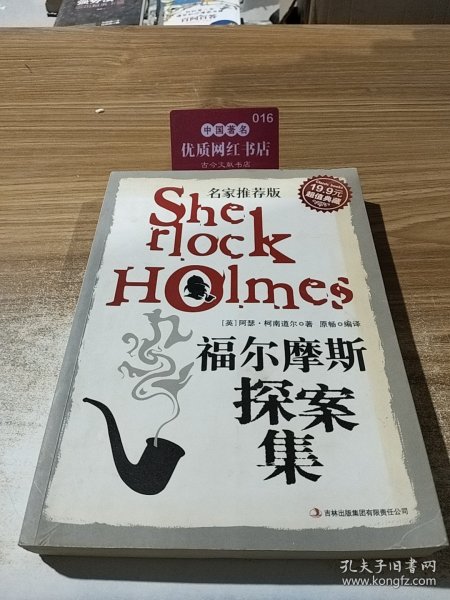 016
中国著名
优质网红书店
古今文献书店
名家推荐版
19.9元
超值典藏
She
rlock
HOlmes
[英]阿瑟·柯南道尔⊙著 原畅⊙编译
福尔摩斯
探案
集
吉林出版集团有限责任公司
孔夫子旧书网
www.kongfz.com